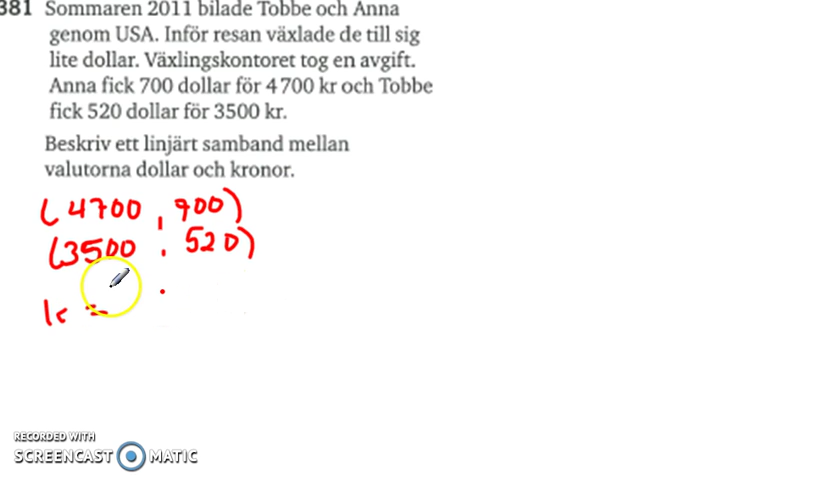 381 Sommaren 2011 bilade Tobbe och Anna
genom USA. Inför resan växlade de till sig
lite dollar. Växlingskontoret tog en avgift.
Anna fick 700 dollar för 4 700 kr och Tobbe
fick 520 dollar för 3500 kr.
Beskriv ett linjärt samband mellan
valutorna dollar och kronor.
(4700 , 700)
(3500 , 520)
k =
RECORDED WITH
SCREENCAST MATIC